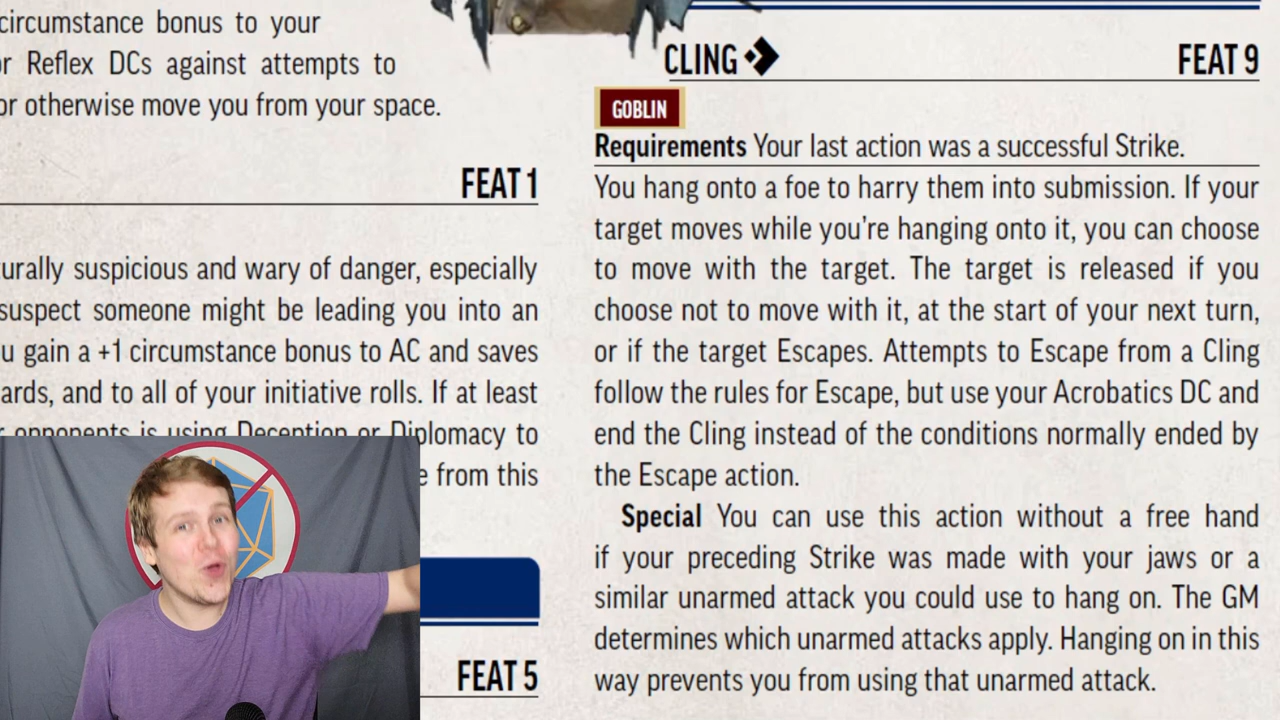 circumstance bonus to your
or Reflex DCs against attempts to
or otherwise move you from your space.
FEAT 1
urally suspicious and wary of danger, especially
suspect someone might be leading you into an
u gain a +1 circumstance bonus to AC and saves
ards, and to all of your initiative rolls. If at least
r opponents is using Deception or Diplomacy to
e from this
FEAT 5
CLING FEAT 9
GOBLIN
Requirements Your last action was a successful Strike.
You hang onto a foe to harry them into submission. If your
target moves while you're hanging onto it, you can choose
to move with the target. The target is released if you
choose not to move with it, at the start of your next turn,
or if the target Escapes. Attempts to Escape from a Cling
follow the rules for Escape, but use your Acrobatics DC and
end the Cling instead of the conditions normally ended by
the Escape action.
Special You can use this action without a free hand
if your preceding Strike was made with your jaws or a
similar unarmed attack you could use to hang on. The GM
determines which unarmed attacks apply. Hanging on in this
way prevents you from using that unarmed attack.